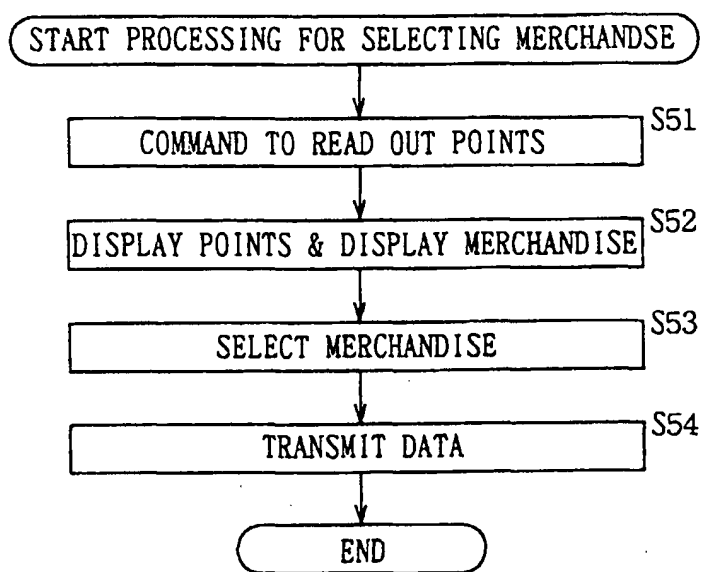 START PROCESSING FOR SELECTING MERCHANDSE
S51
COMMAND TO READ OUT POINTS
S52
DISPLAY POINTS & DISPLAY MERCHANDISE
S53
SELECT MERCHANDISE
S54
TRANSMIT DATA
END